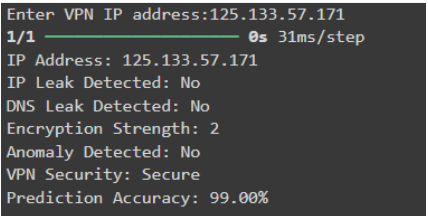 Enter VPN IP address:125.133.57.171
1/1 ━━━━━━━━━━━━━━━━━━━━ 0s 31ms/step
IP Address: 125.133.57.171
IP Leak Detected: No
DNS Leak Detected: No
Encryption Strength: 2
Anomaly Detected: No
VPN Security: Secure
Prediction Accuracy: 99.00%